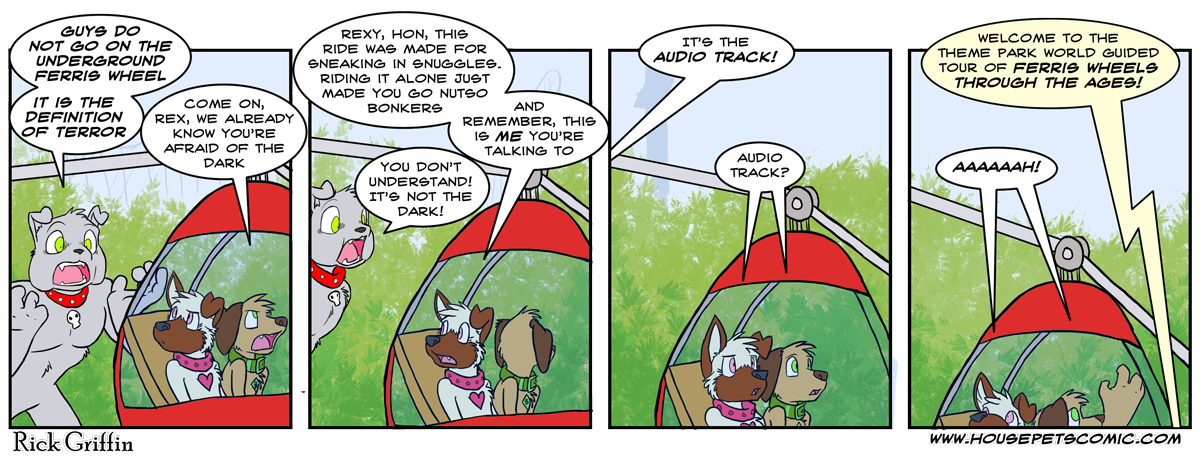 GUYS DO
NOT GO ON THE
UNDERGROUND
FERRIS WHEEL
IT IS THE
DEFINITION
OF TERROR
COME ON,
REX, WE ALREADY
KNOW YOU'RE
AFRAID OF THE
DARK
REXY, HON, THIS
RIDE WAS MADE FOR
SNEAKING IN SNUGGLES.
RIDING IT ALONE JUST
MADE YOU GO NUTSO
BONKERS
AND
REMEMBER, THIS
IS ME YOU'RE
TALKING TO
YOU DON'T
UNDERSTAND!
IT'S NOT THE
DARK!
IT'S THE
AUDIO TRACK!
AUDIO
TRACK?
WELCOME TO THE
THEME PARK WORLD GUIDED
TOUR OF FERRIS WHEELS
THROUGH THE AGES!
AAAAAAH!
Rick Griffin
WWW.HOUSEPETSCOMIC.COM